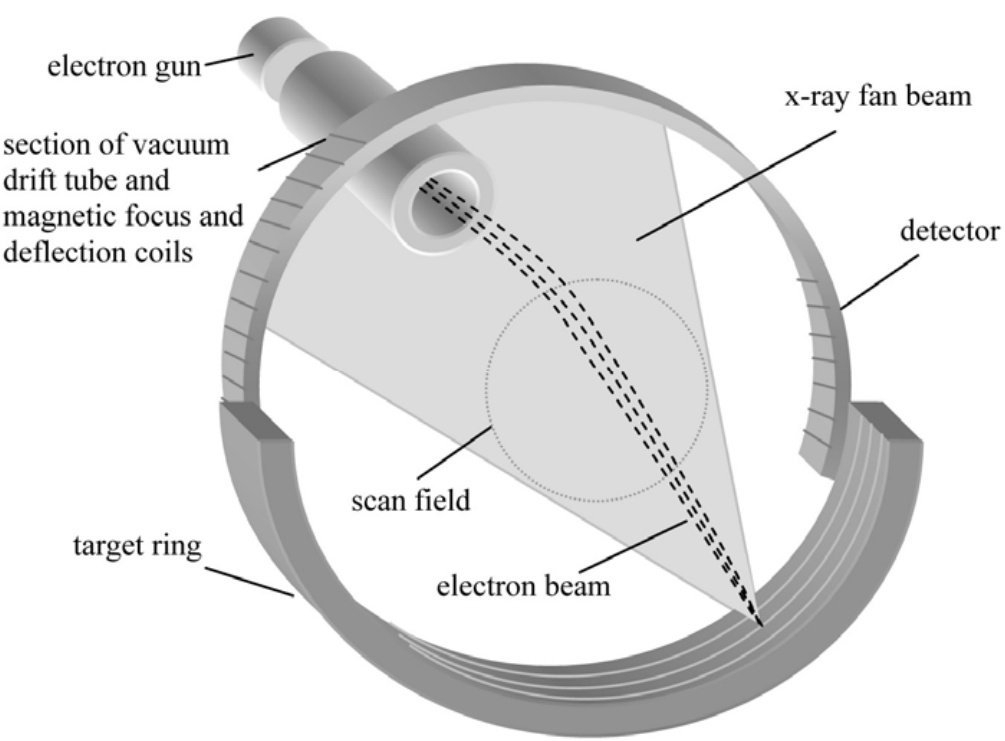 electron gun
x-ray fan beam
section of vacuum
drift tube and
magnetic focus and
deflection coils
detector
scan field
target ring
electron beam